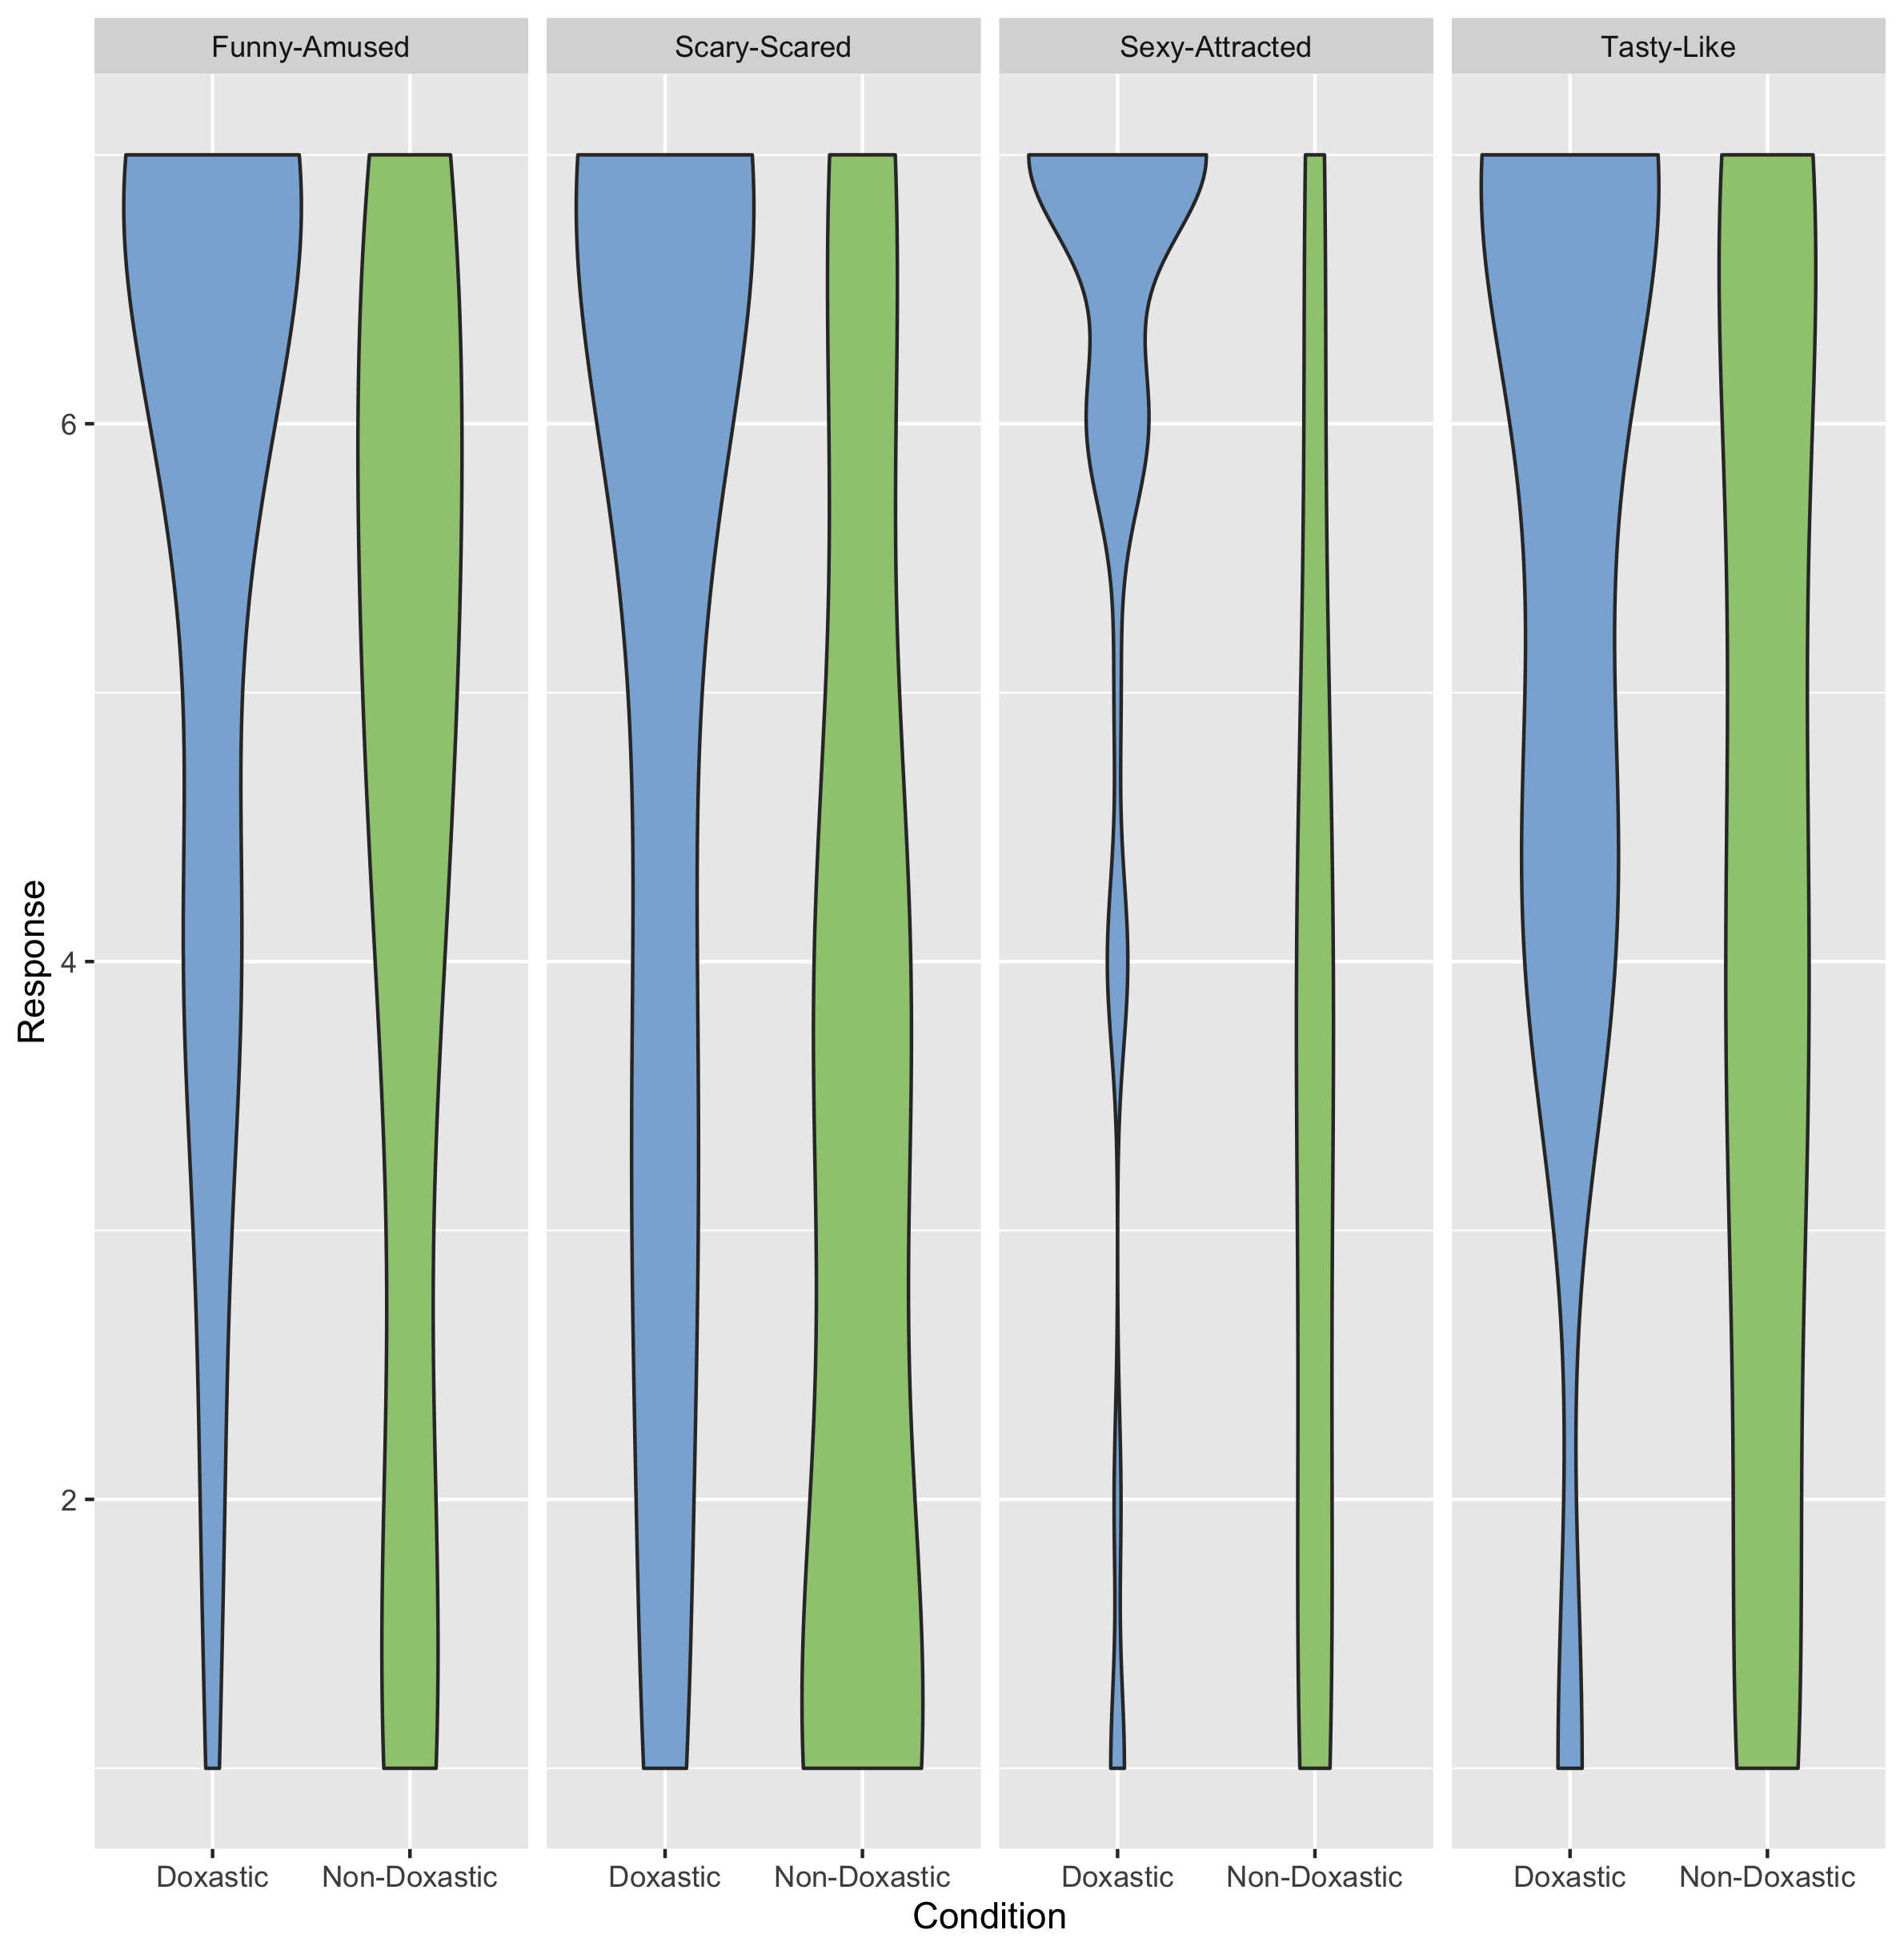 Funny-Amused
Scary-Scared
Sexy-Attracted
Tasty-Like
6
4
2
Response
Doxastic
Non-Doxastic
Doxastic
Non-Doxastic
Doxastic
Non-Doxastic
Doxastic
Non-Doxastic
Condition